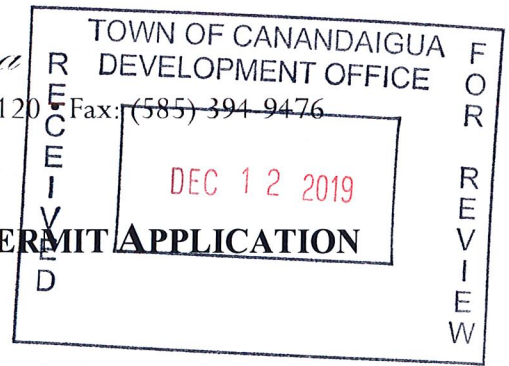 TOWN OF CANANDAIGUA
DEVELOPMENT OFFICE
RECEIVED
FOR REVIEW
a
120 • Fax: (585) 394-9476
DEC 12 2019
ERMIT APPLICATION